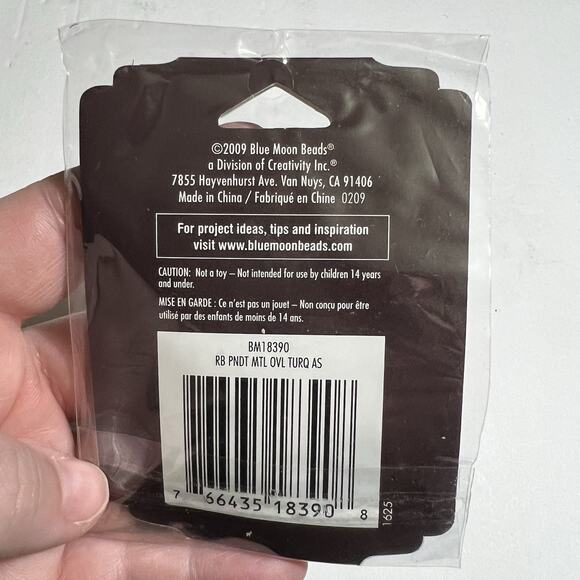 ©2009 Blue Moon Beads®
a Division of Creativity Inc.®
7855 Hayvenhurst Ave. Van Nuys, CA 91406
Made in China / Fabriqué en Chine 0209
For project ideas, tips and inspiration
visit www.bluemoonbeads.com
CAUTION: Not a toy – Not intended for use by children 14 years
and under.
MISE EN GARDE : Ce n'est pas un jouet – Non conçu pour être
utilisé par des enfants de moins de 14 ans.
BM18390
RB PNDT MTL OVL TURQ AS
7 66435 18390 8
1625